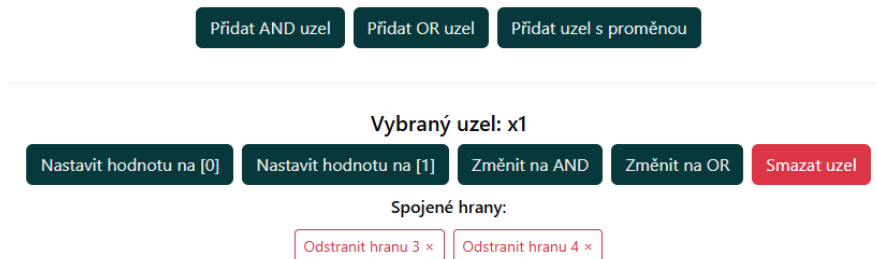 Přidat AND uzel Přidat OR uzel Přidat uzel s proměnou
Vybraný uzel: x1
Nastavit hodnotu na [0] Nastavit hodnotu na [1] Změnit na AND Změnit na OR Smazat uzel
Spojené hrany:
Odstranit hranu 3 × Odstranit hranu 4 ×